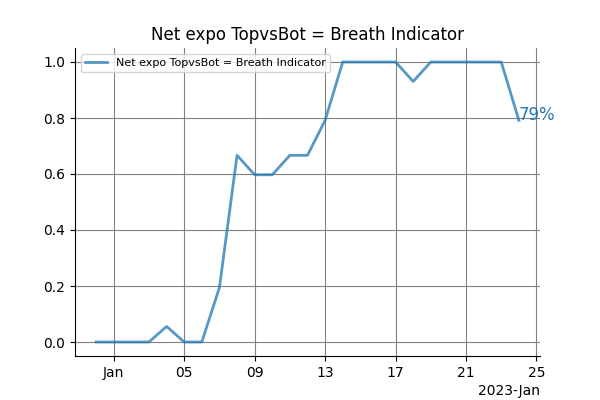 Net expo TopvsBot = Breath Indicator
Net expo TopvsBot = Breath Indicator
1.0
0.8
0.6
0.4
0.2
0.0
79%
Jan 05 09 13 17 21 25
2023-Jan